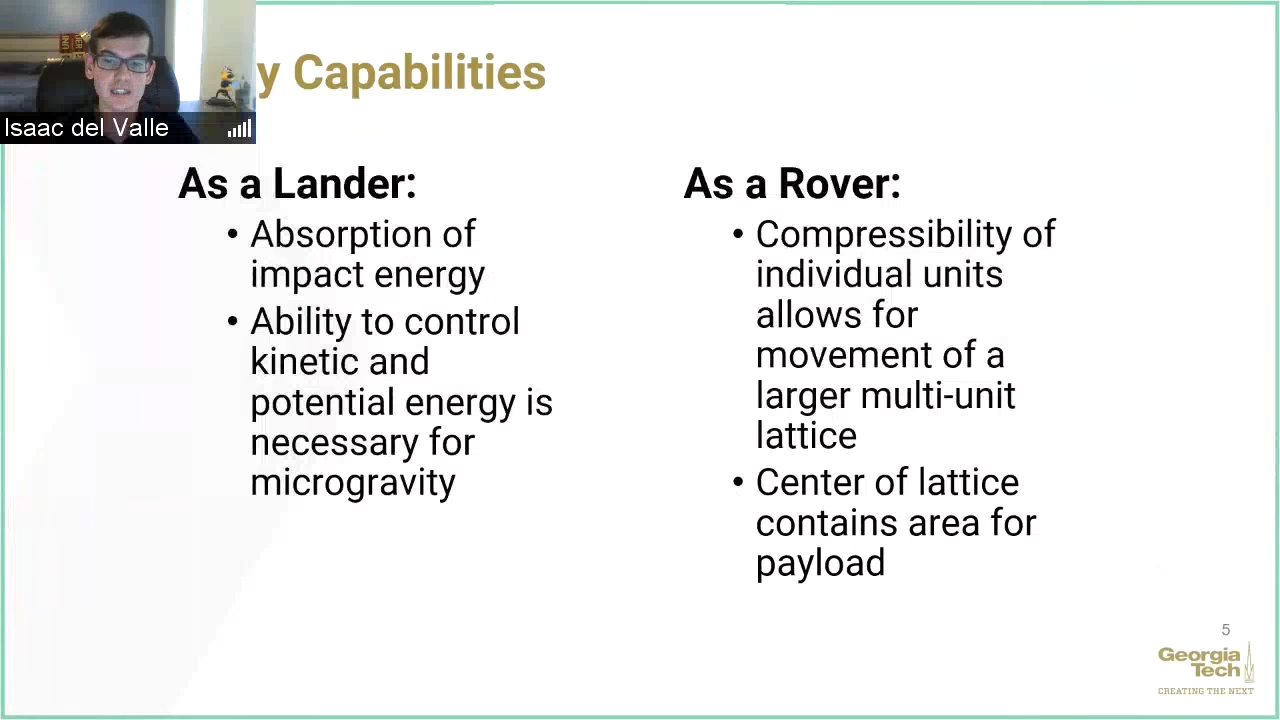 y Capabilities
Isaac del Valle
As a Lander:
• Absorption of
impact energy
• Ability to control
kinetic and
potential energy is
necessary for
microgravity
As a Rover:
• Compressibility of
individual units
allows for
movement of a
larger multi-unit
lattice
• Center of lattice
contains area for
payload
5
Georgia
Tech
CREATING THE NEXT